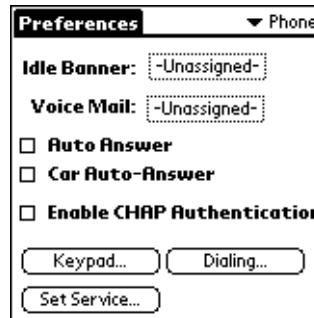 Preferences Phone
Idle Banner: -Unassigned-
Voice Mail: -Unassigned-
Auto Answer
Car Auto-Answer
Enable CHAP Authentication
Keypad... Dialing...
Set Service...